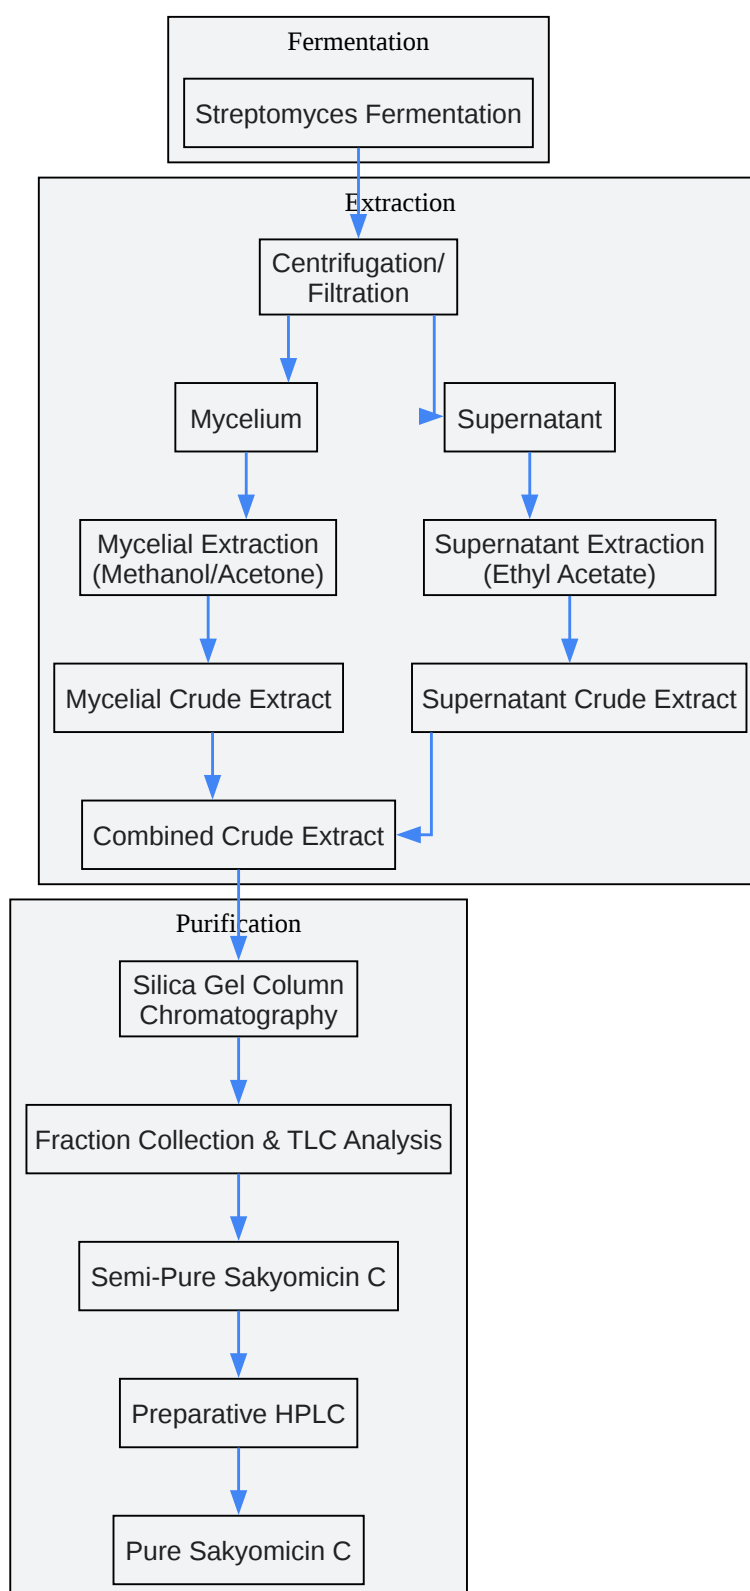 Fermentation
Streptomyces Fermentation
Extraction
Centrifugation/
Filtration
Mycelium
Supernatant
Mycelial Extraction
(Methanol/Acetone)
Supernatant Extraction
(Ethyl Acetate)
Mycelial Crude Extract
Supernatant Crude Extract
Combined Crude Extract
Purification
Silica Gel Column
Chromatography
Fraction Collection & TLC Analysis
Semi-Pure Sakyomicin C
Preparative HPLC
Pure Sakyomicin C